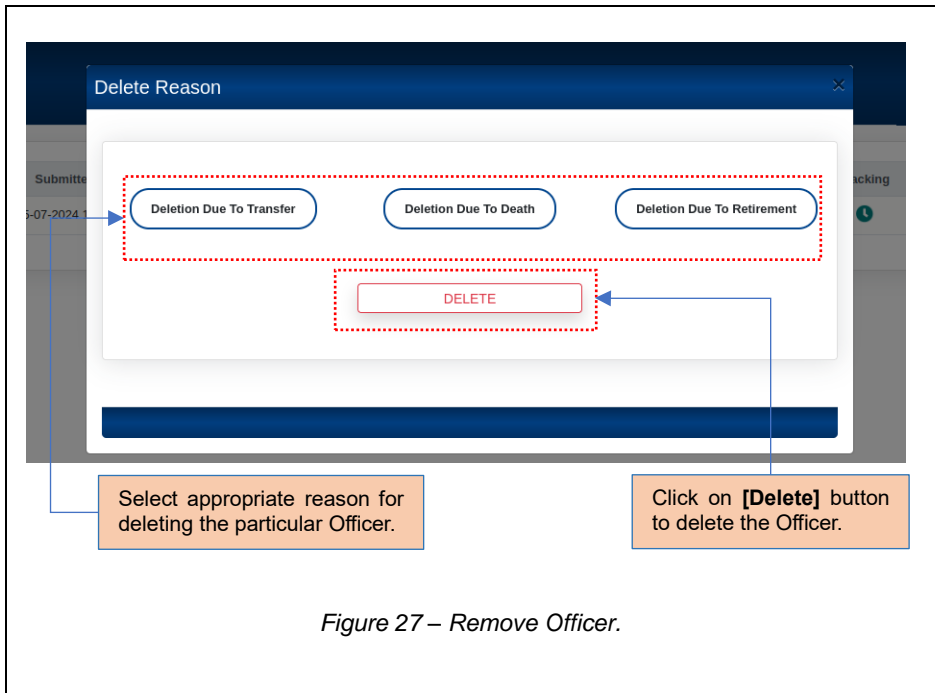 Delete Reason
×
Submitte
acking
5-07-2024 1
Deletion Due To Transfer
Deletion Due To Death
Deletion Due To Retirement
DELETE
Select appropriate reason for
deleting the particular Officer.
Click on [Delete] button
to delete the Officer.
Figure 27 – Remove Officer.